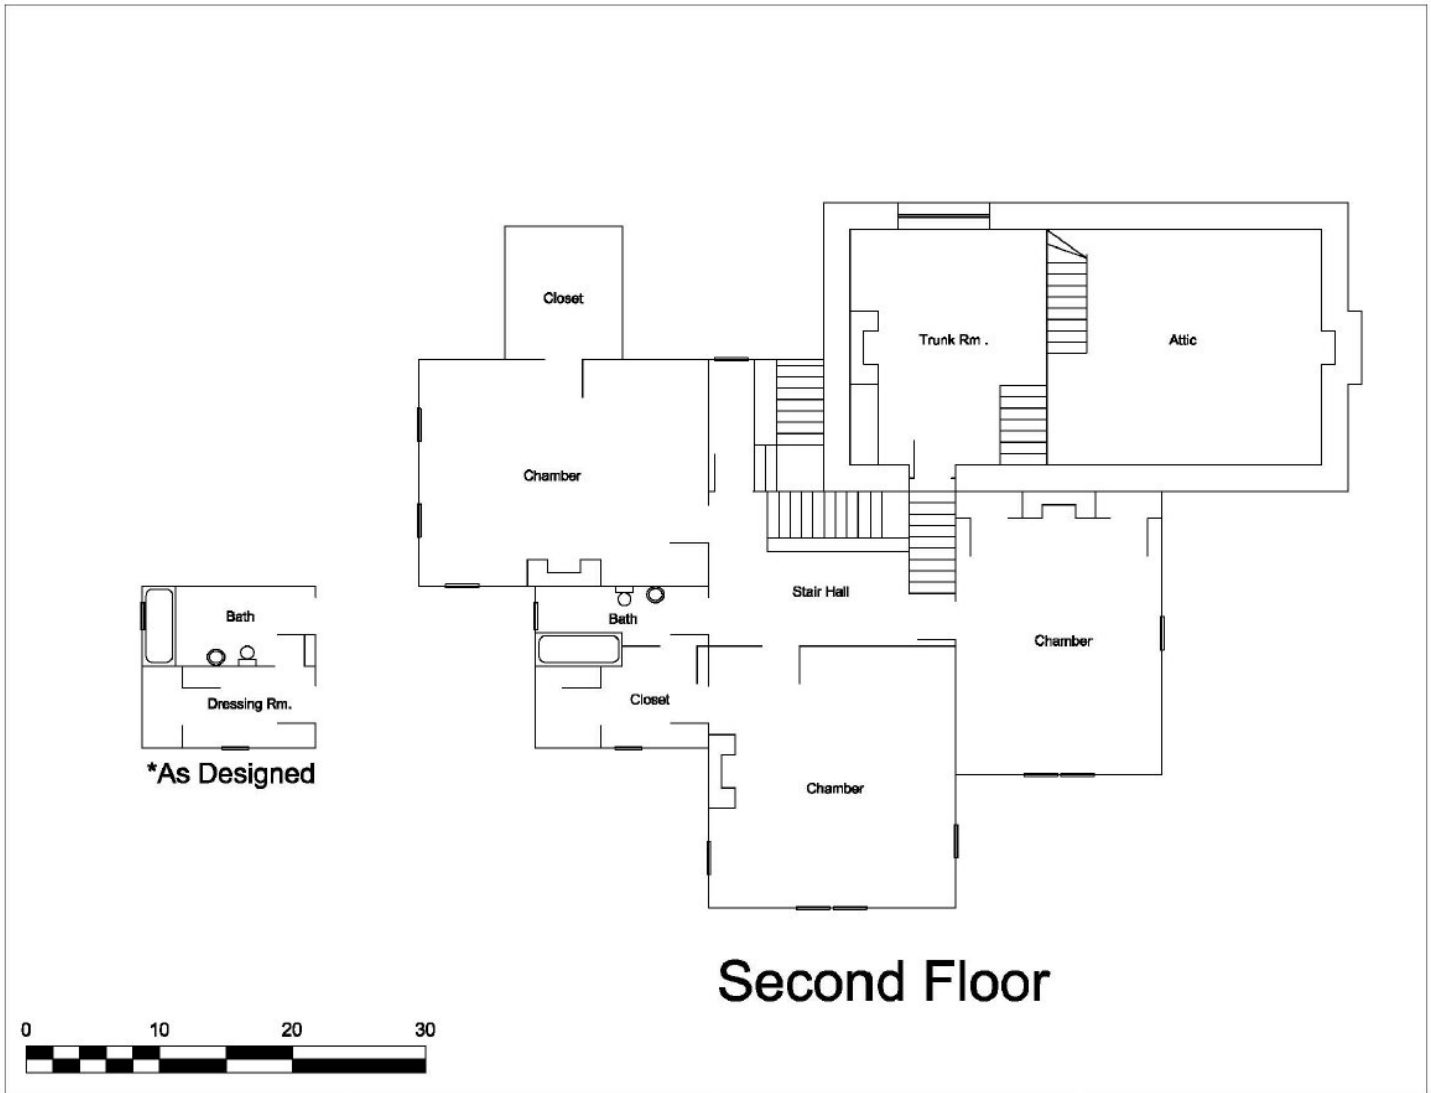 Closet
Trunk Rm .
Attic
Chamber
Stair Hall
Bath
Bath
Chamber
Closet
Dressing Rm.
*As Designed
Chamber
Second Floor
0 10 20 30